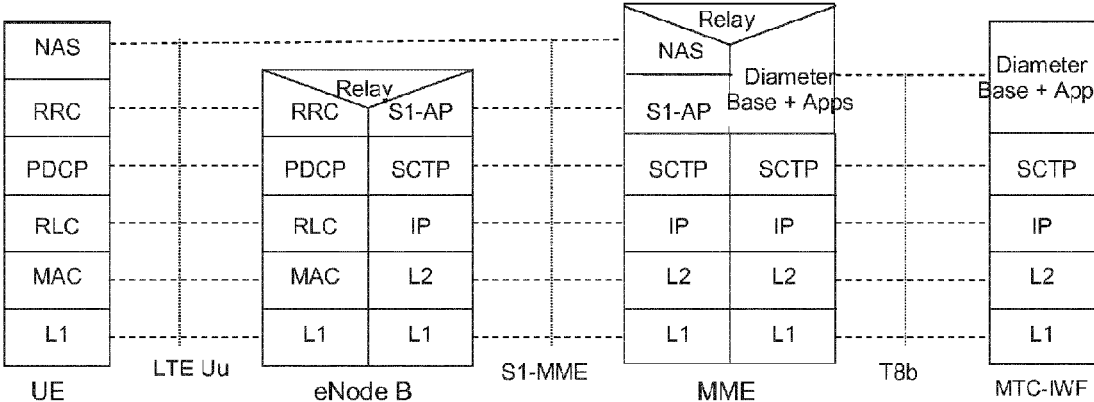 Relay
NAS
NAS
Diameter
Base + Apps
Diameter
Base + App
Relay
RRC
RRC
S1-AP
S1-AP
PDCP
PDCP
SCTP
SCTP
SCTP
SCTP
RLC
RLC
IP
IP
IP
IP
MAC
MAC
L2
L2
L2
L2
L1
L1
L1
L1
L1
L1
LTE Uu
S1-MME
T8b
UE
eNode B
MME
MTC-IWF